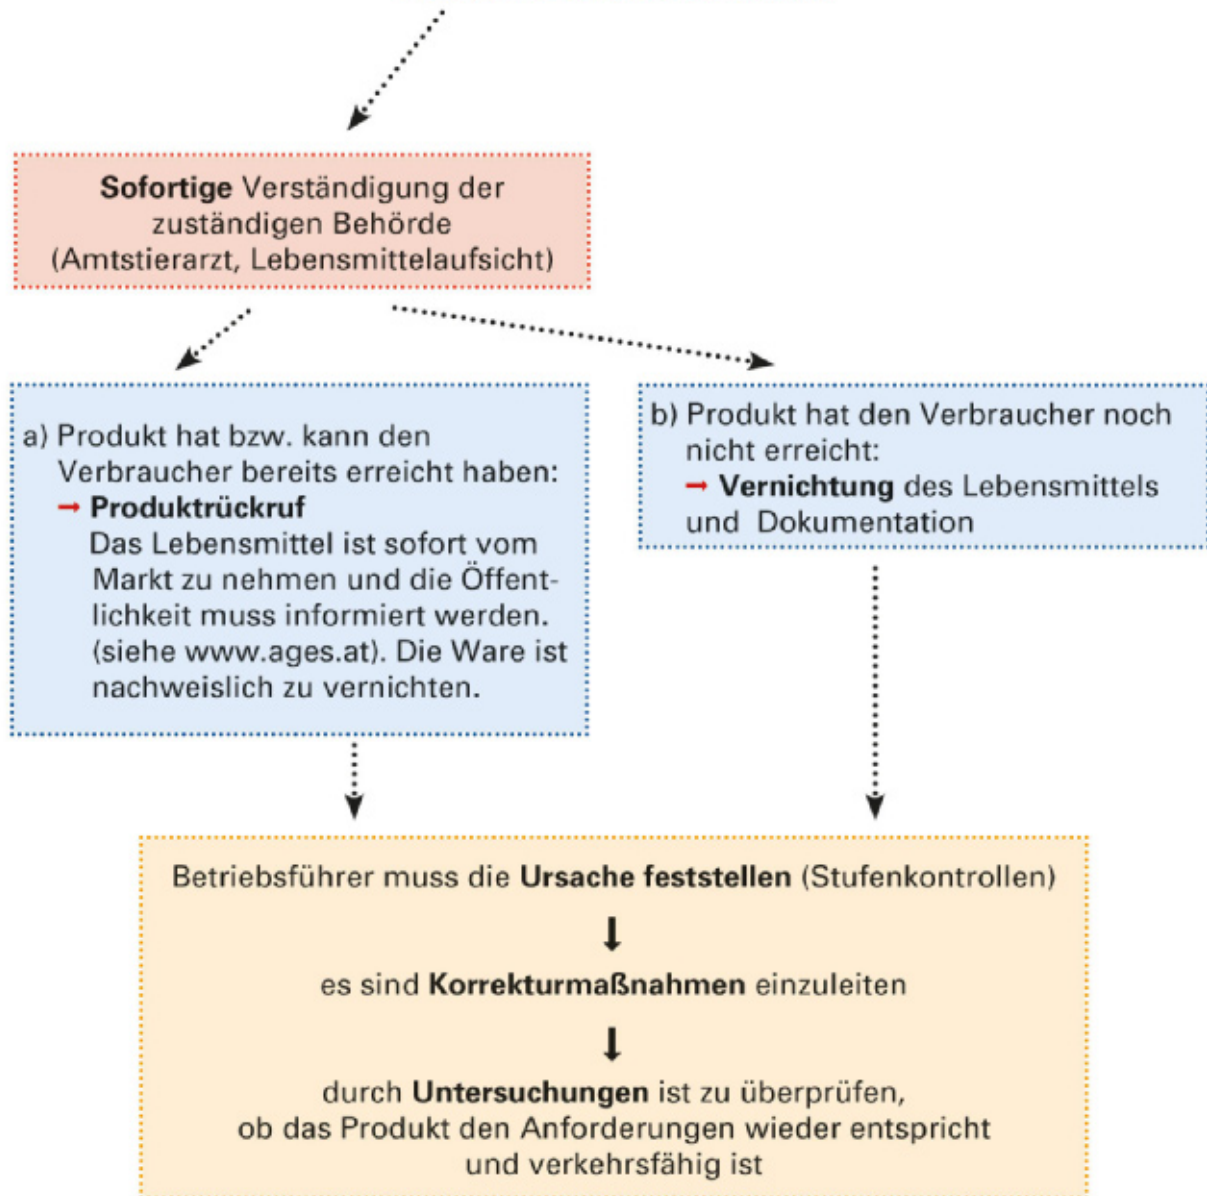 Sofortige Verständigung der
zuständigen Behörde
(Amtstierarzt, Lebensmittelaufsicht)
a) Produkt hat bzw. kann den
Verbraucher bereits erreicht haben:
➞ Produktrückruf
Das Lebensmittel ist sofort vom
Markt zu nehmen und die Öffent-
lichkeit muss informiert werden.
(siehe www.ages.at). Die Ware ist
nachweislich zu vernichten.
b) Produkt hat den Verbraucher noch
nicht erreicht:
➞ Vernichtung des Lebensmittels
und Dokumentation
Betriebsführer muss die Ursache feststellen (Stufenkontrollen)
es sind Korrekturmaßnahmen einzuleiten
durch Untersuchungen ist zu überprüfen,
ob das Produkt den Anforderungen wieder entspricht
und verkehrsfähig ist